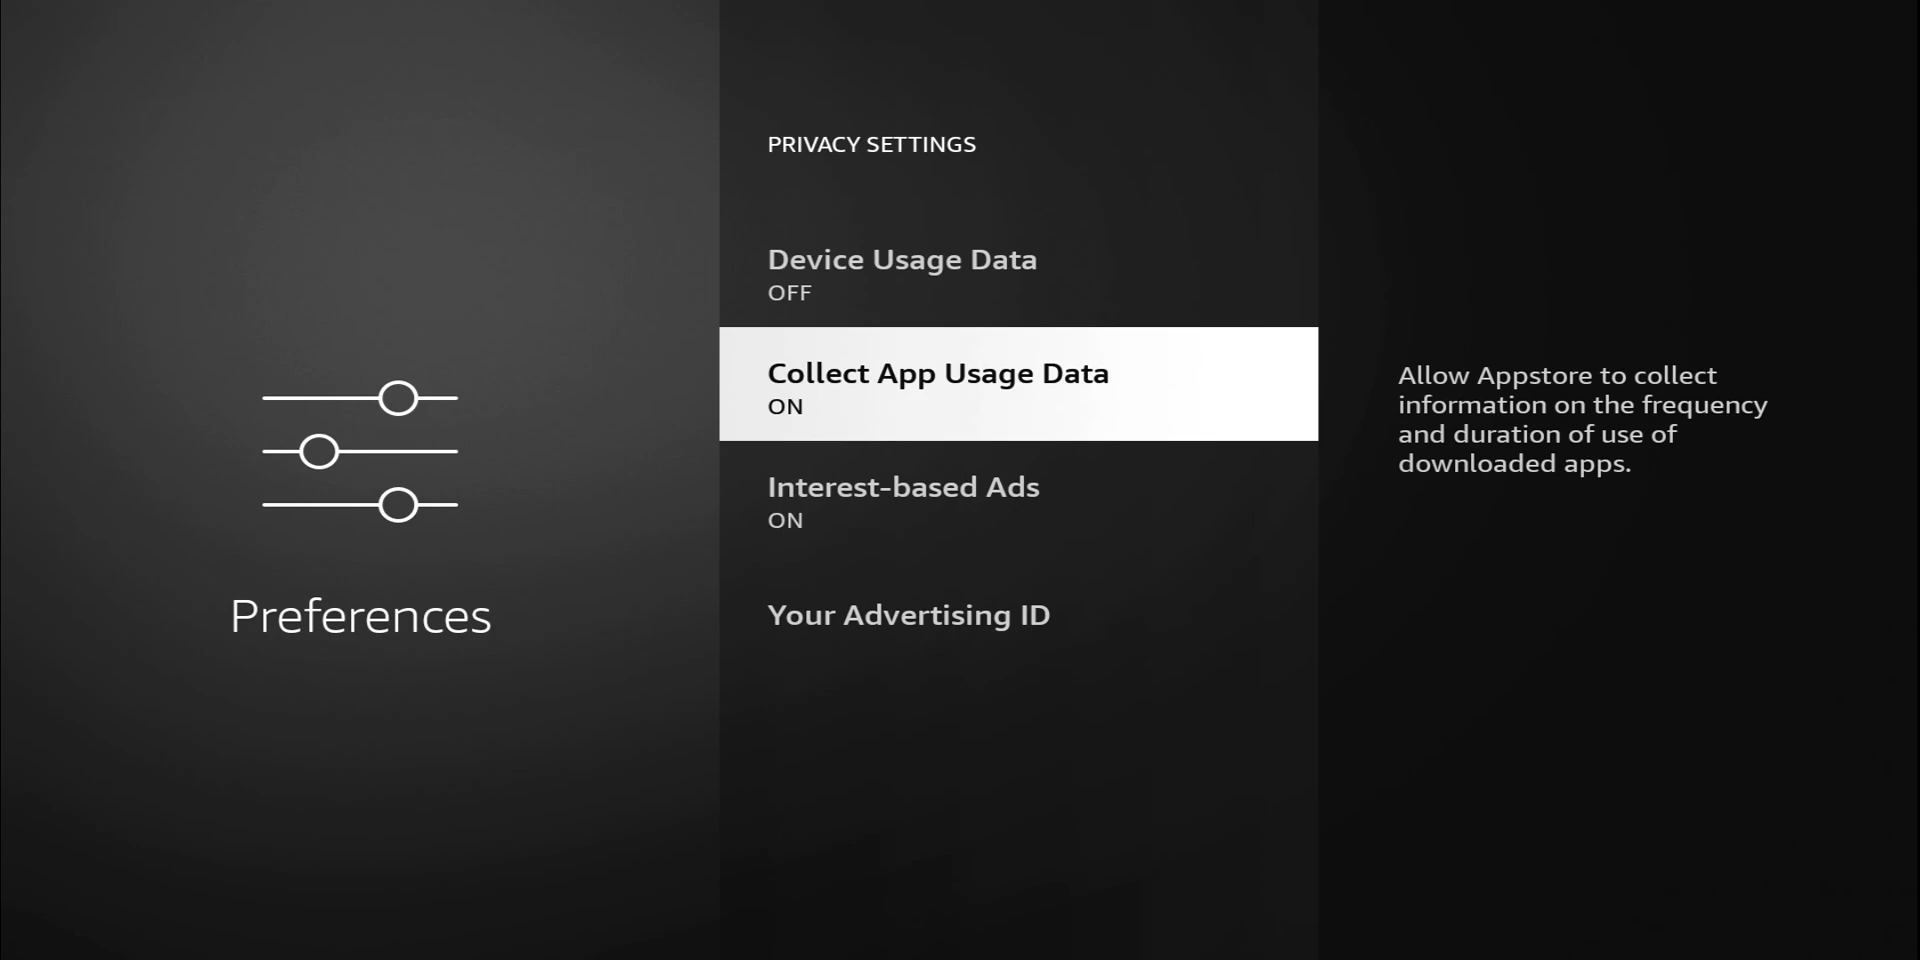 PRIVACY SETTINGS
Device Usage Data
OFF
Collect App Usage Data
ON
Allow Appstore to collect
information on the frequency
and duration of use of
downloaded apps.
Interest-based Ads
ON
Preferences
Your Advertising ID